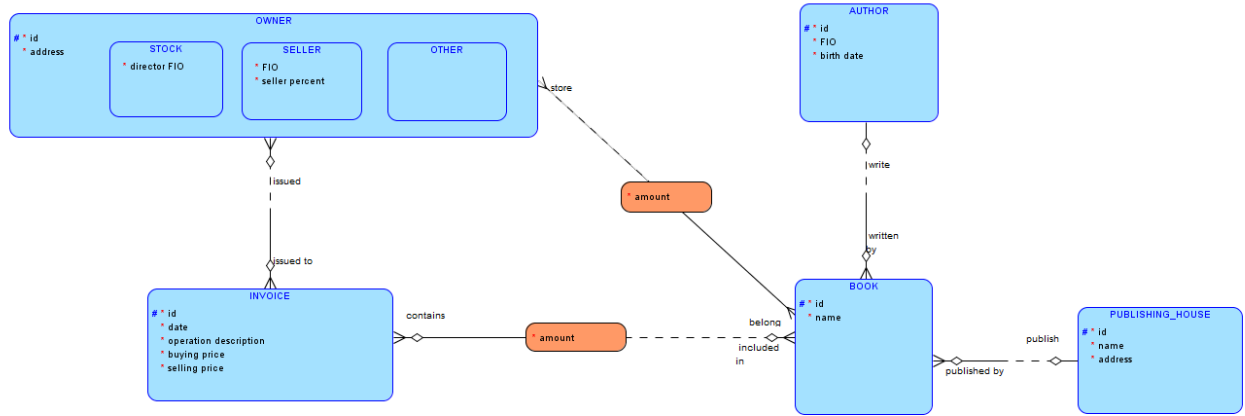 OWNER
# * id
* address
STOCK
* director FIO
SELLER
* FIO
* seller percent
OTHER
AUTHOR
# * id
* FIO
* birth date
store
issued
issued to
* amount
write
written
by
INVOICE
# * id
* date
* operation description
* buying price
* selling price
contains
* amount
belong
included
in
BOOK
# * id
* name
published by
publish
PUBLISHING_HOUSE
# * id
* name
* address